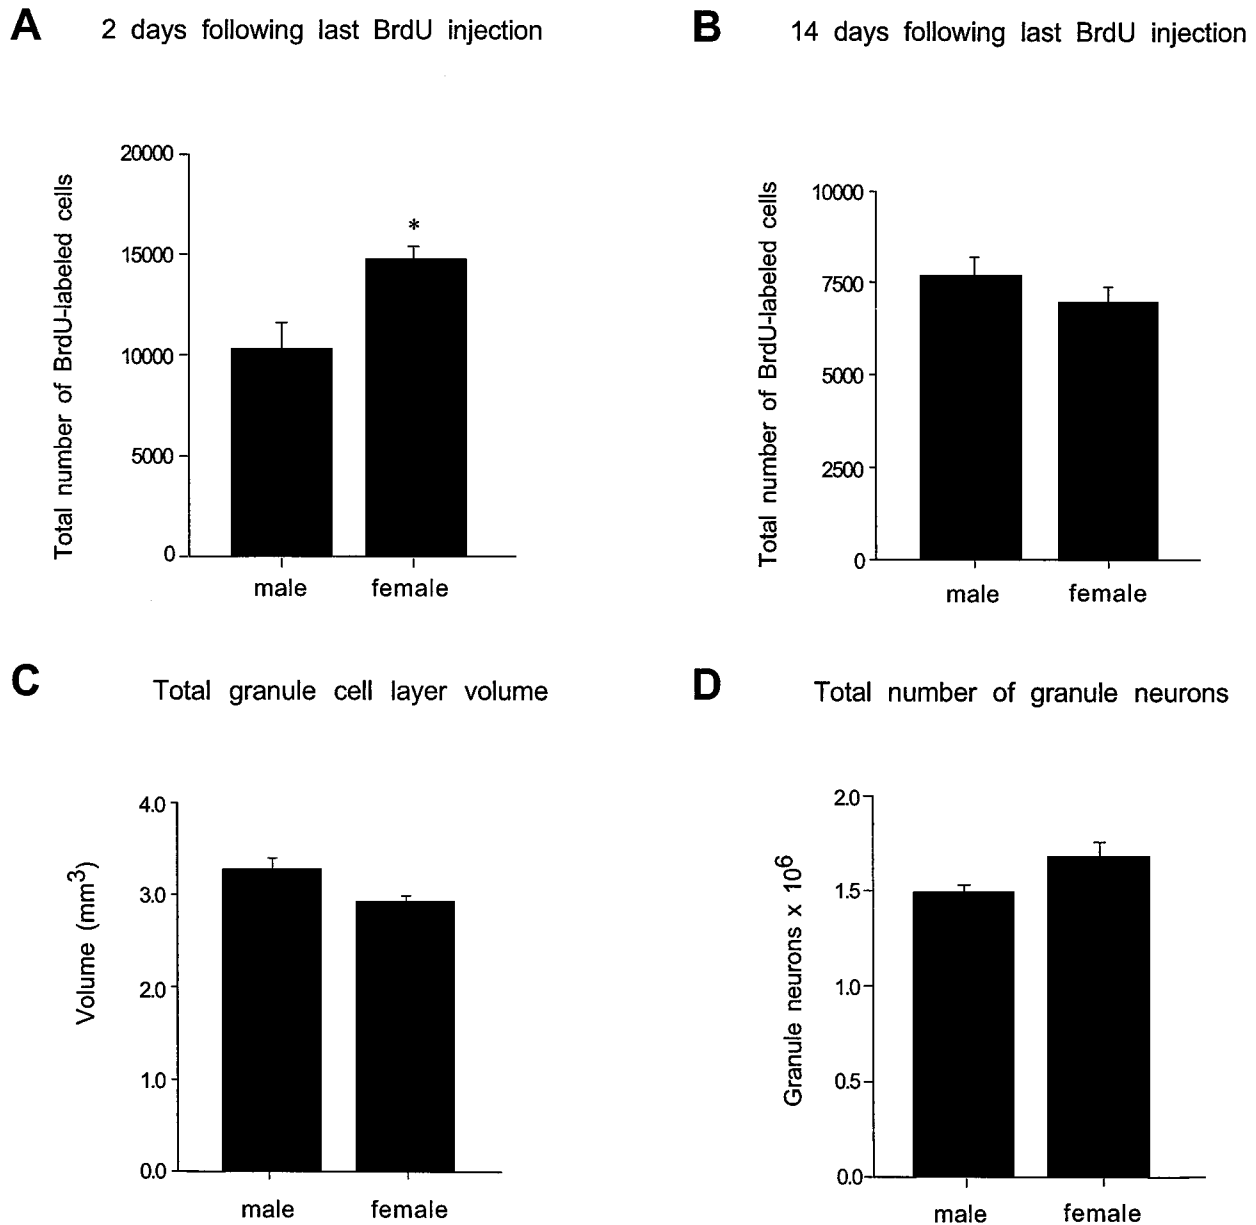 A 2 days following last BrdU injection
Total number of BrdU-labeled cells
20000
15000
10000
5000
0
*
male female
B 14 days following last BrdU injection
Total number of BrdU-labeled cells
10000
7500
5000
2500
0
male female
C Total granule cell layer volume
Volume (mm3)
4.0
3.0
2.0
1.0
0.0
male female
D Total number of granule neurons
Granule neurons x 106
2.0
1.5
1.0
0.5
0.0
male female